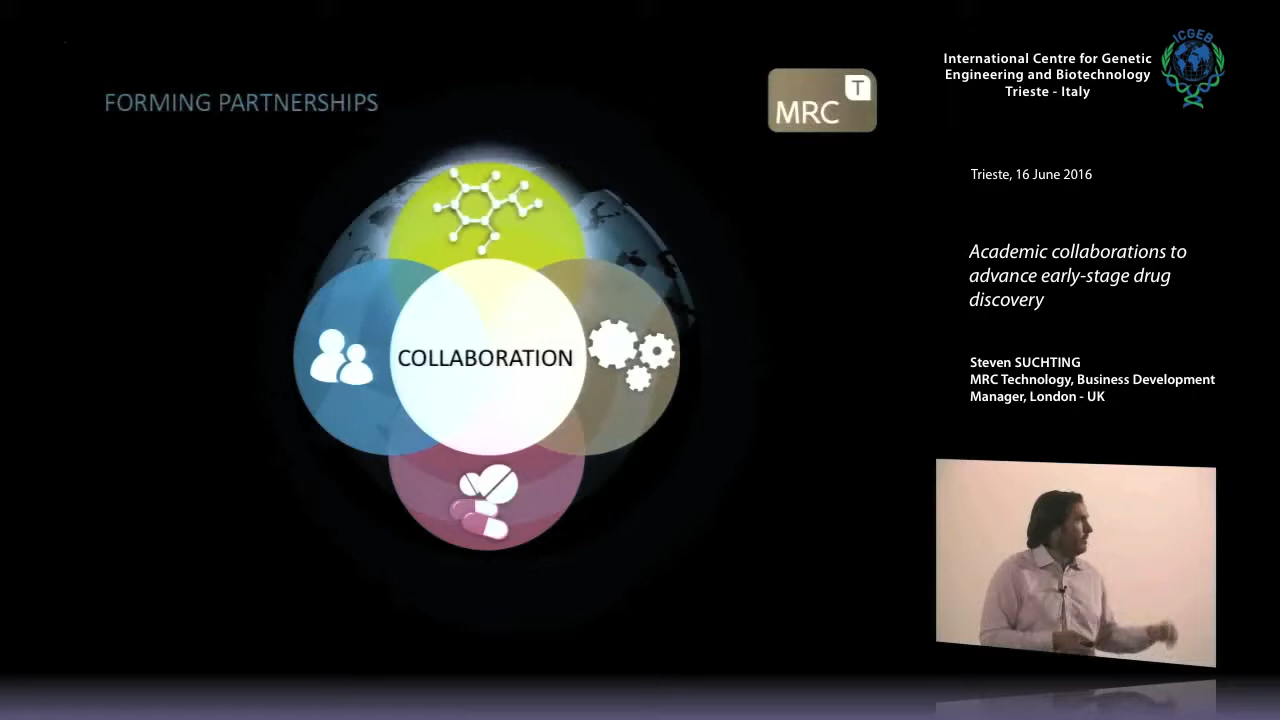 FORMING PARTNERSHIPS
T
MRC
COLLABORATION
International Centre for Genetic
Engineering and Biotechnology
Trieste - Italy
ICGEB
Trieste, 16 June 2016
Academic collaborations to
advance early-stage drug
discovery
Steven SUCHTING
MRC Technology, Business Development
Manager, London - UK